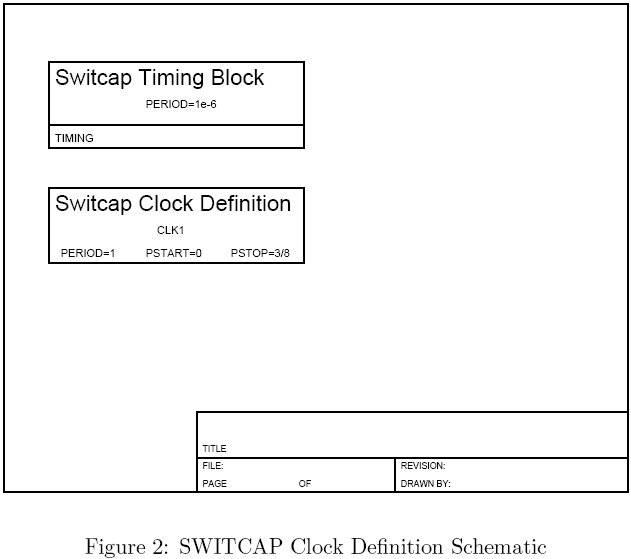 Switcap Timing Block
PERIOD=1e-6
TIMING
Switcap Clock Definition
CLK1
PERIOD=1 PSTART=0 PSTOP=3/8
TITLE
FILE: REVISION:
PAGE OF DRAWN BY:
Figure 2: SWITCAP Clock Definition Schematic